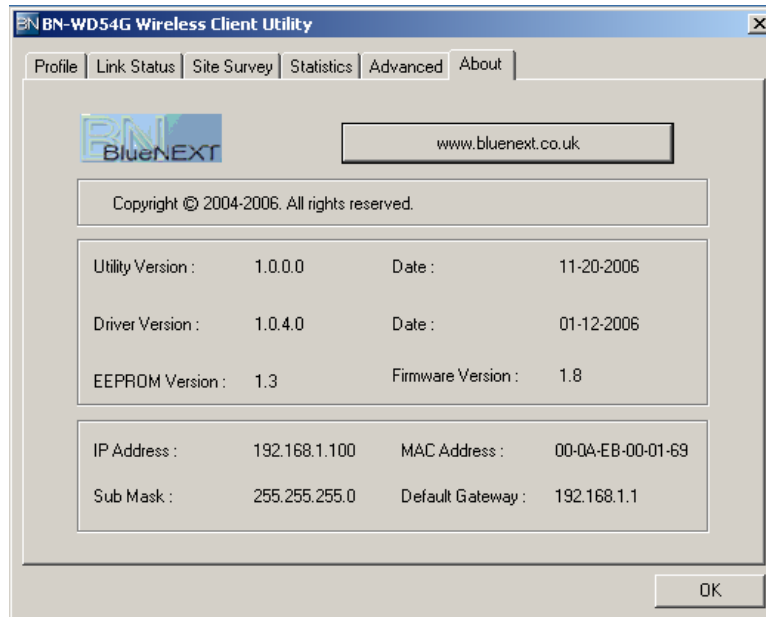 BN BN-WD54G Wireless Client Utility
Profile Link Status Site Survey Statistics Advanced About
BN
BlueNEXT
www.bluenext.co.uk
Copyright © 2004-2006. All rights reserved.
Utility Version : 1.0.0.0 Date : 11-20-2006
Driver Version : 1.0.4.0 Date : 01-12-2006
EEPROM Version : 1.3 Firmware Version : 1.8
IP Address : 192.168.1.100 MAC Address : 00-0A-EB-00-01-69
Sub Mask : 255.255.255.0 Default Gateway : 192.168.1.1
OK